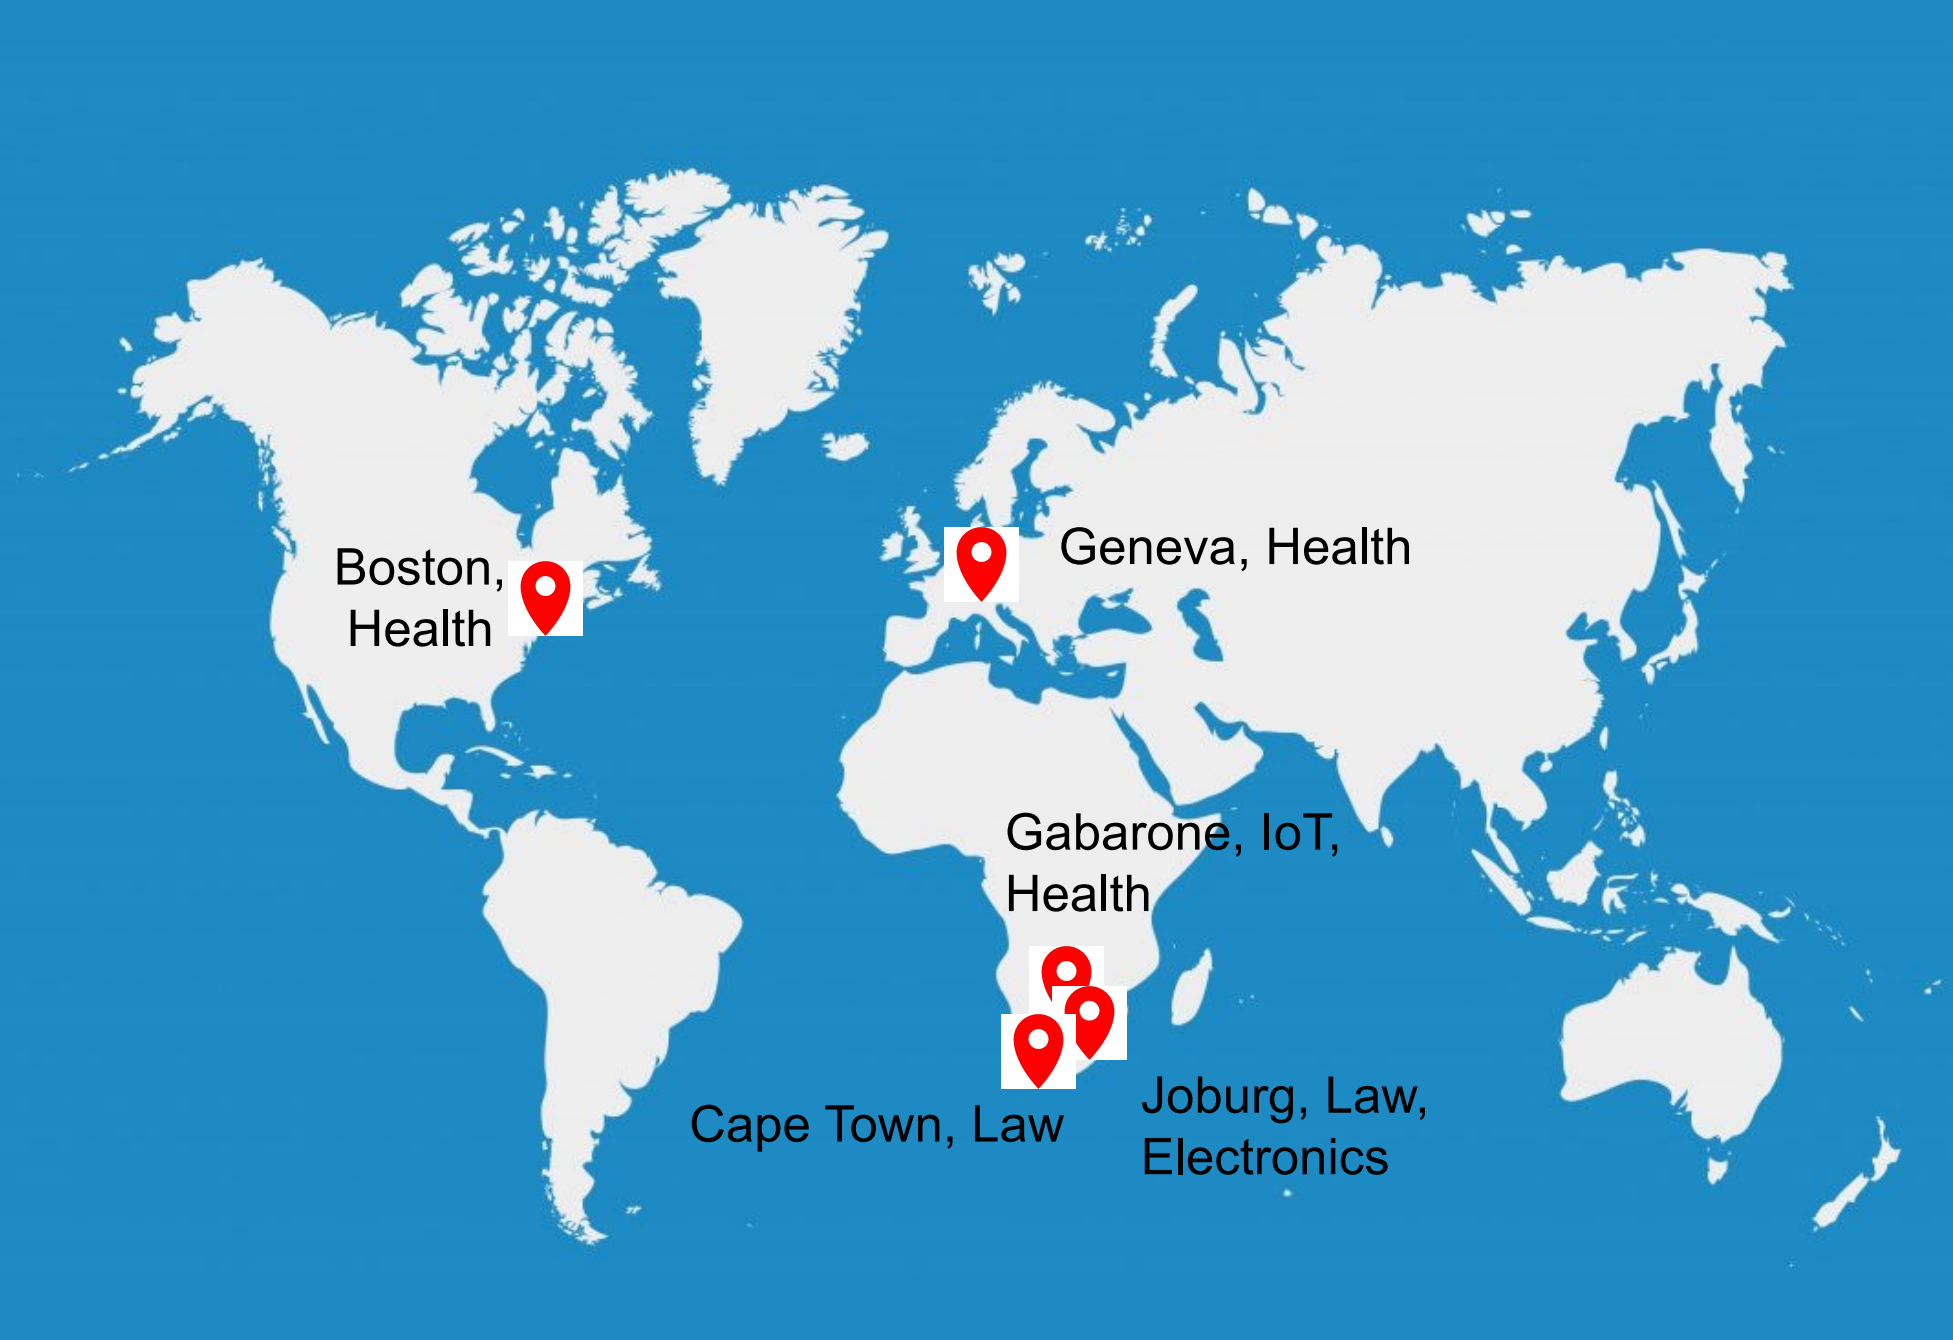 Boston,
Health
Geneva, Health
Gabarone, IoT,
Health
Cape Town, Law
Joburg, Law,
Electronics